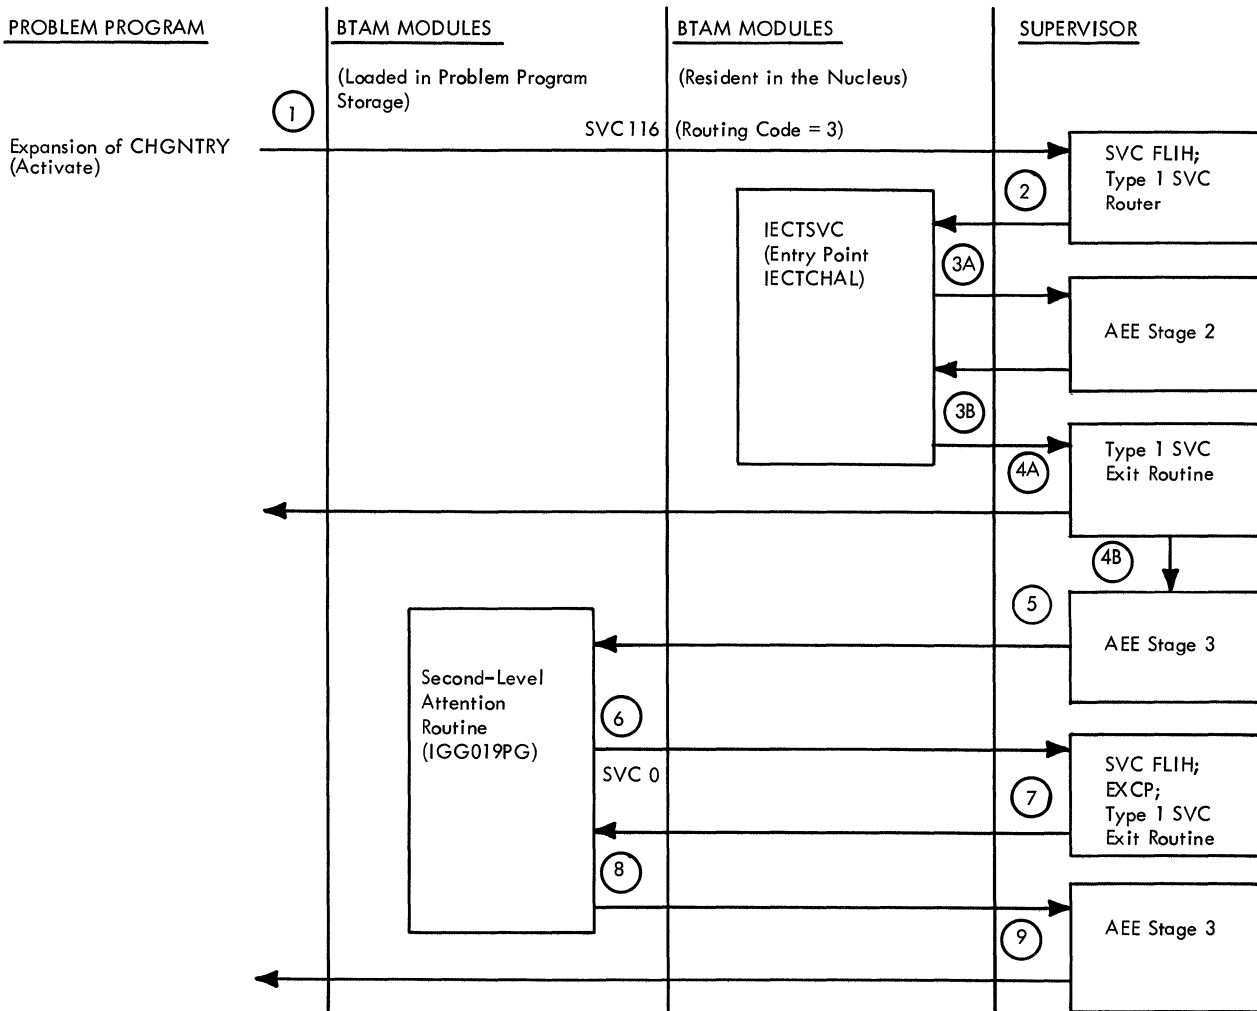 PROBLEM PROGRAM
BTAM MODULES
BTAM MODULES
SUPERVISOR
(Loaded in Problem Program
Storage)
(Resident in the Nucleus)
1
SVC 116
(Routing Code = 3)
Expansion of CHGNTRY
(Activate)
SVC FLIH;
Type 1 SVC
Router
2
IECTSVC
(Entry Point
IECTCHAL)
3A
AEE Stage 2
3B
Type 1 SVC
Exit Routine
4A
4B
5
AEE Stage 3
Second-Level
Attention
Routine
(IGG019PG)
6
SVC 0
SVC FLIH;
EXCP;
Type 1 SVC
Exit Routine
7
8
AEE Stage 3
9